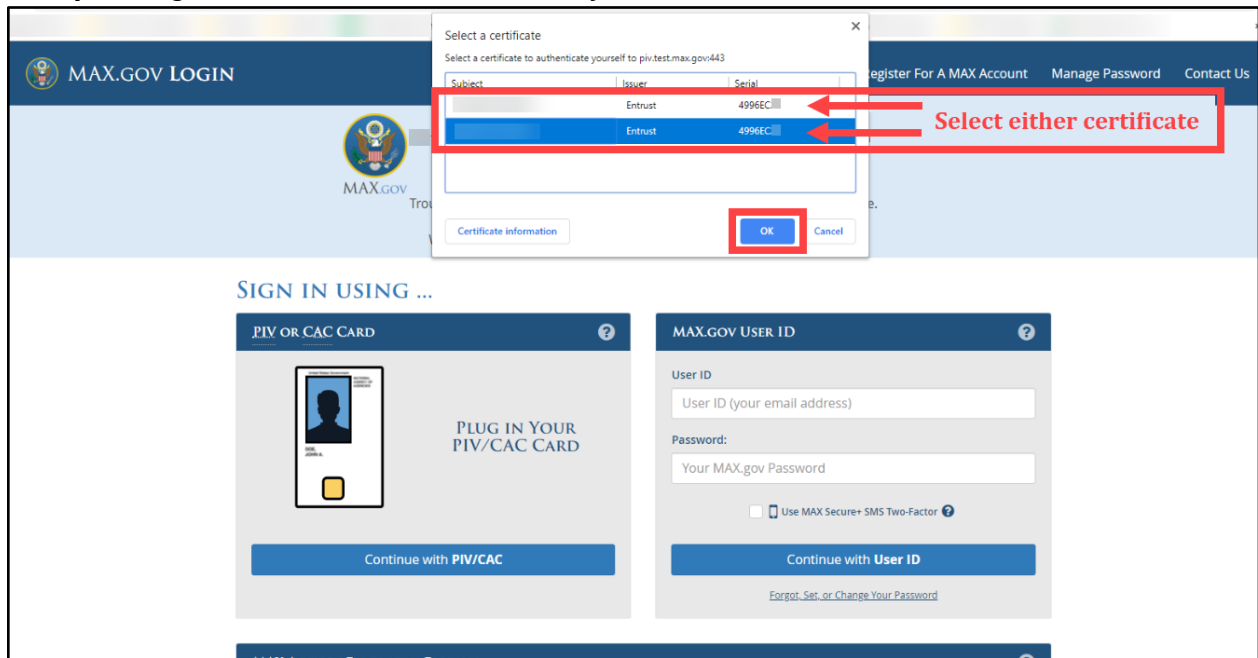 Select a certificate
Select a certificate to authenticate yourself to piv.test.max.gov:443
Subject Issuer Serial
Entrust 4996EC
Entrust 4996EC
Select either certificate
Certificate information OK Cancel
MAX.GOV LOGIN
Register For A MAX Account Manage Password Contact Us
MAX.GOV
SIGN IN USING ...
PIV OR CAC CARD
DOE,
JOHN A.
PLUG IN YOUR
PIV/CAC CARD
Continue with PIV/CAC
MAX.GOV USER ID
User ID
User ID (your email address)
Password:
Your MAX.gov Password
Use MAX Secure+ SMS Two-Factor
Continue with User ID
Forgot, Set, or Change Your Password